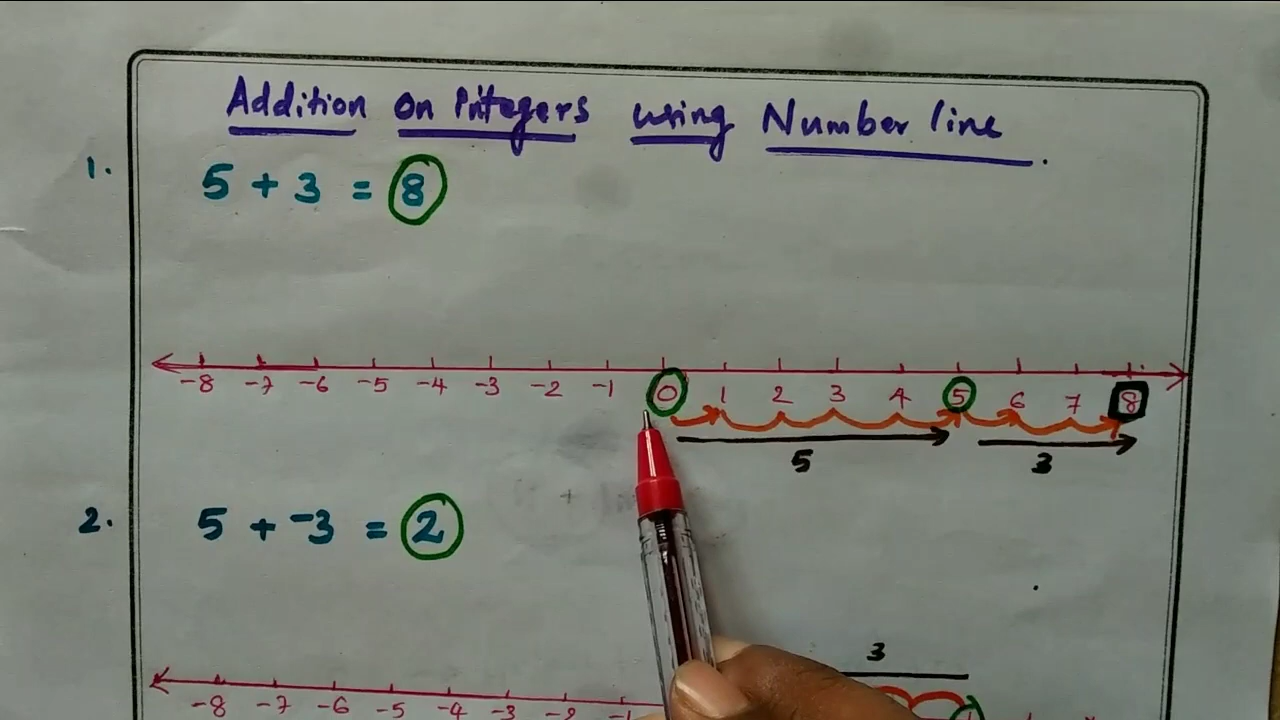 Addition on Integers using Number line.
1. 5 + 3 = 8
-8 -7 -6 -5 -4 -3 -2 -1 0 1 2 3 4 5 6 7 8
5 3
2. 5 + -3 = 2
3
-8 -7 -6 -5 -4 -3 -2 -1